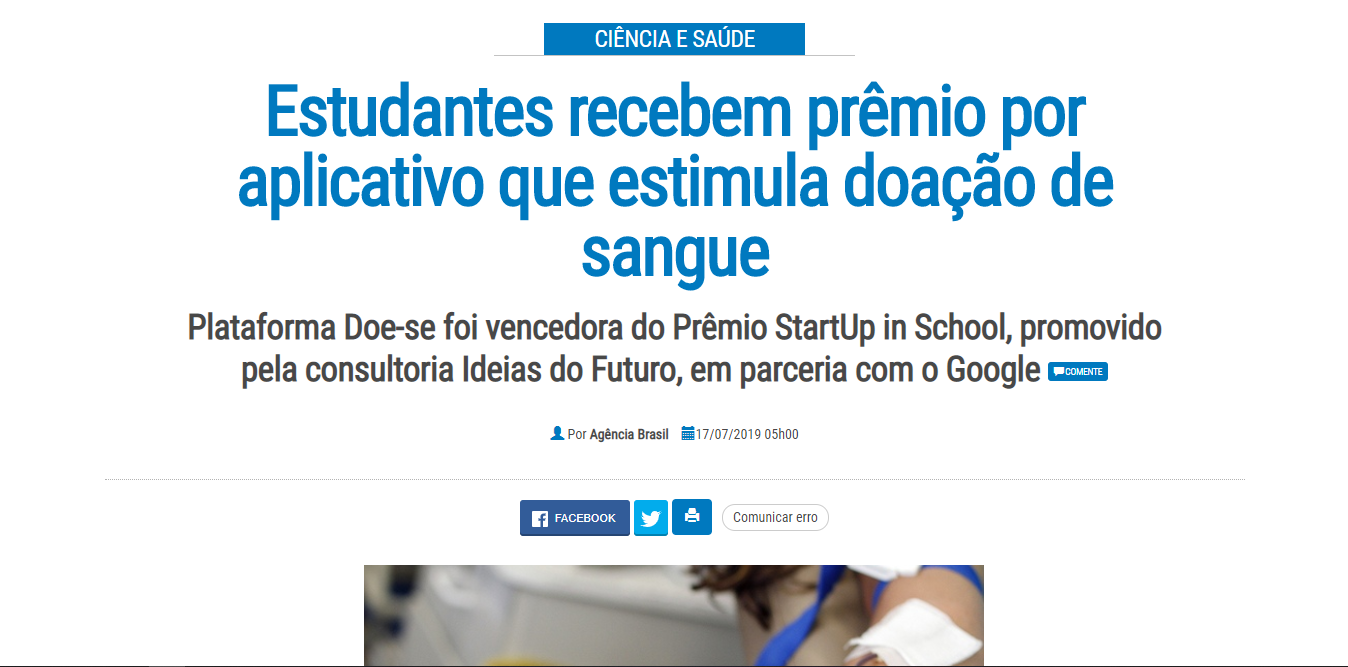 CIÊNCIA E SAÚDE
Estudantes recebem prêmio por
aplicativo que estimula doação de
sangue
Plataforma Doe-se foi vencedora do Prêmio StartUp in School, promovido
pela consultoria Ideias do Futuro, em parceria com o Google COMENTE
Por Agência Brasil 17/07/2019 05h00
FACEBOOK Comunicar erro